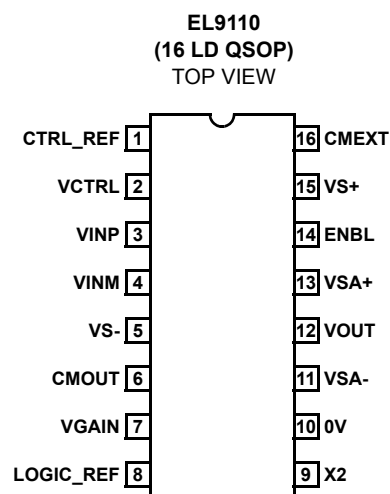 EL9110
(16 LD QSOP)
TOP VIEW
CTRL_REF 1 16 CMEXT
VCTRL 2 15 VS+
VINP 3 14 ENBL
VINM 4 13 VSA+
VS- 5 12 VOUT
CMOUT 6 11 VSA-
VGAIN 7 10 0V
LOGIC_REF 8 9 X2